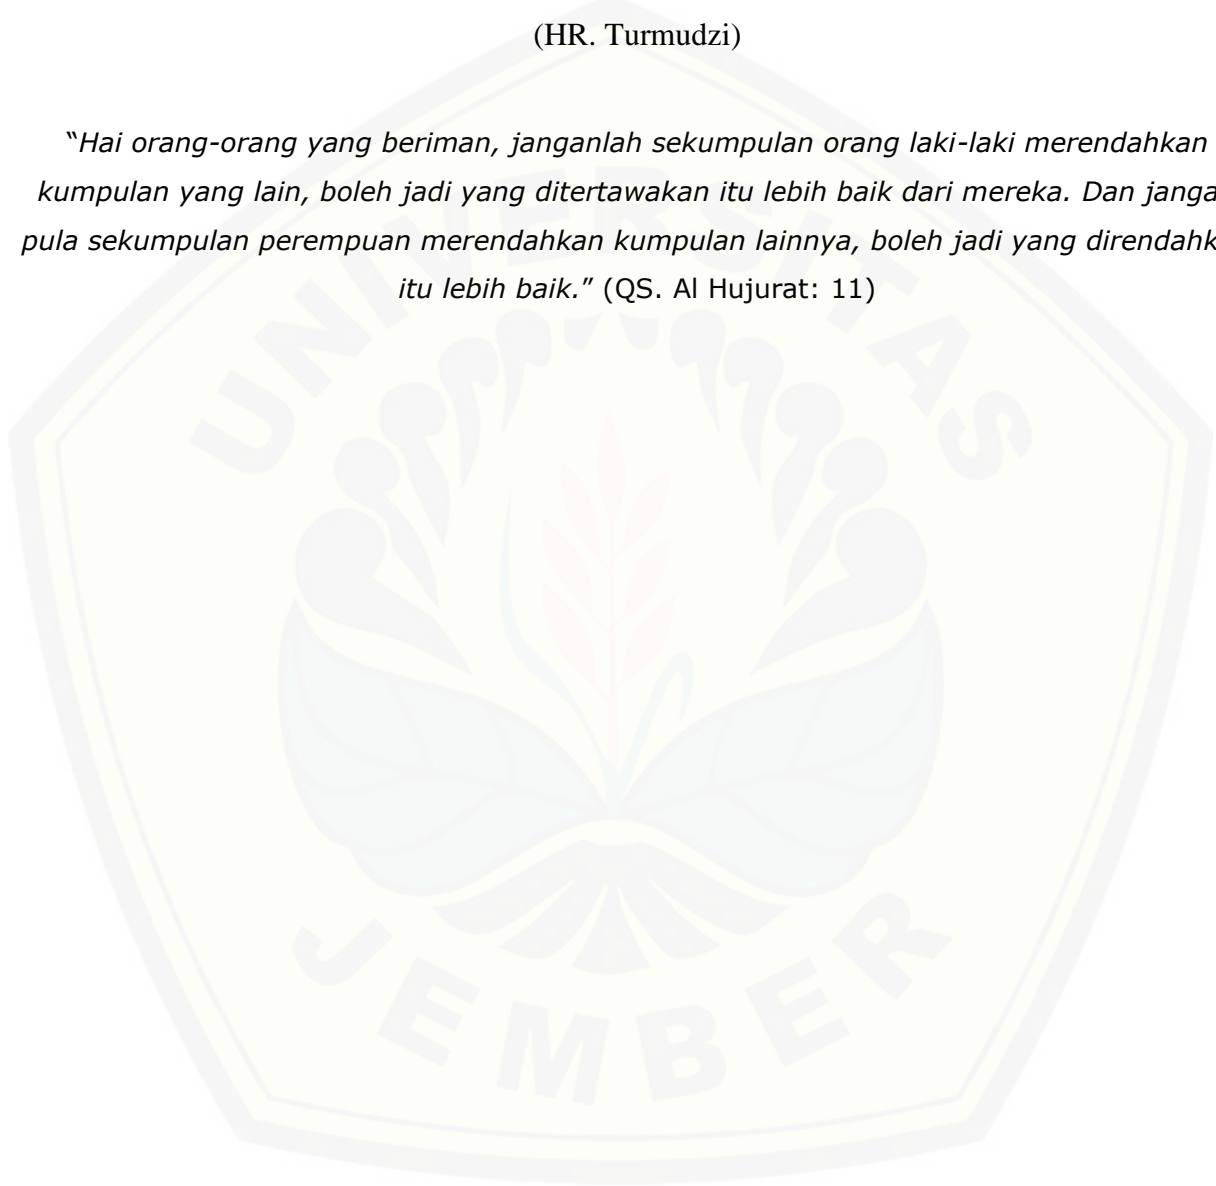 (HR. Turmudzi)
“Hai orang-orang yang beriman, janganlah sekumpulan orang laki-laki merendahkan
kumpulan yang lain, boleh jadi yang ditertawakan itu lebih baik dari mereka. Dan janga
pula sekumpulan perempuan merendahkan kumpulan lainnya, boleh jadi yang direndahk
itu lebih baik.” (QS. Al Hujurat: 11)
UNIVERSITAS
JEMBER